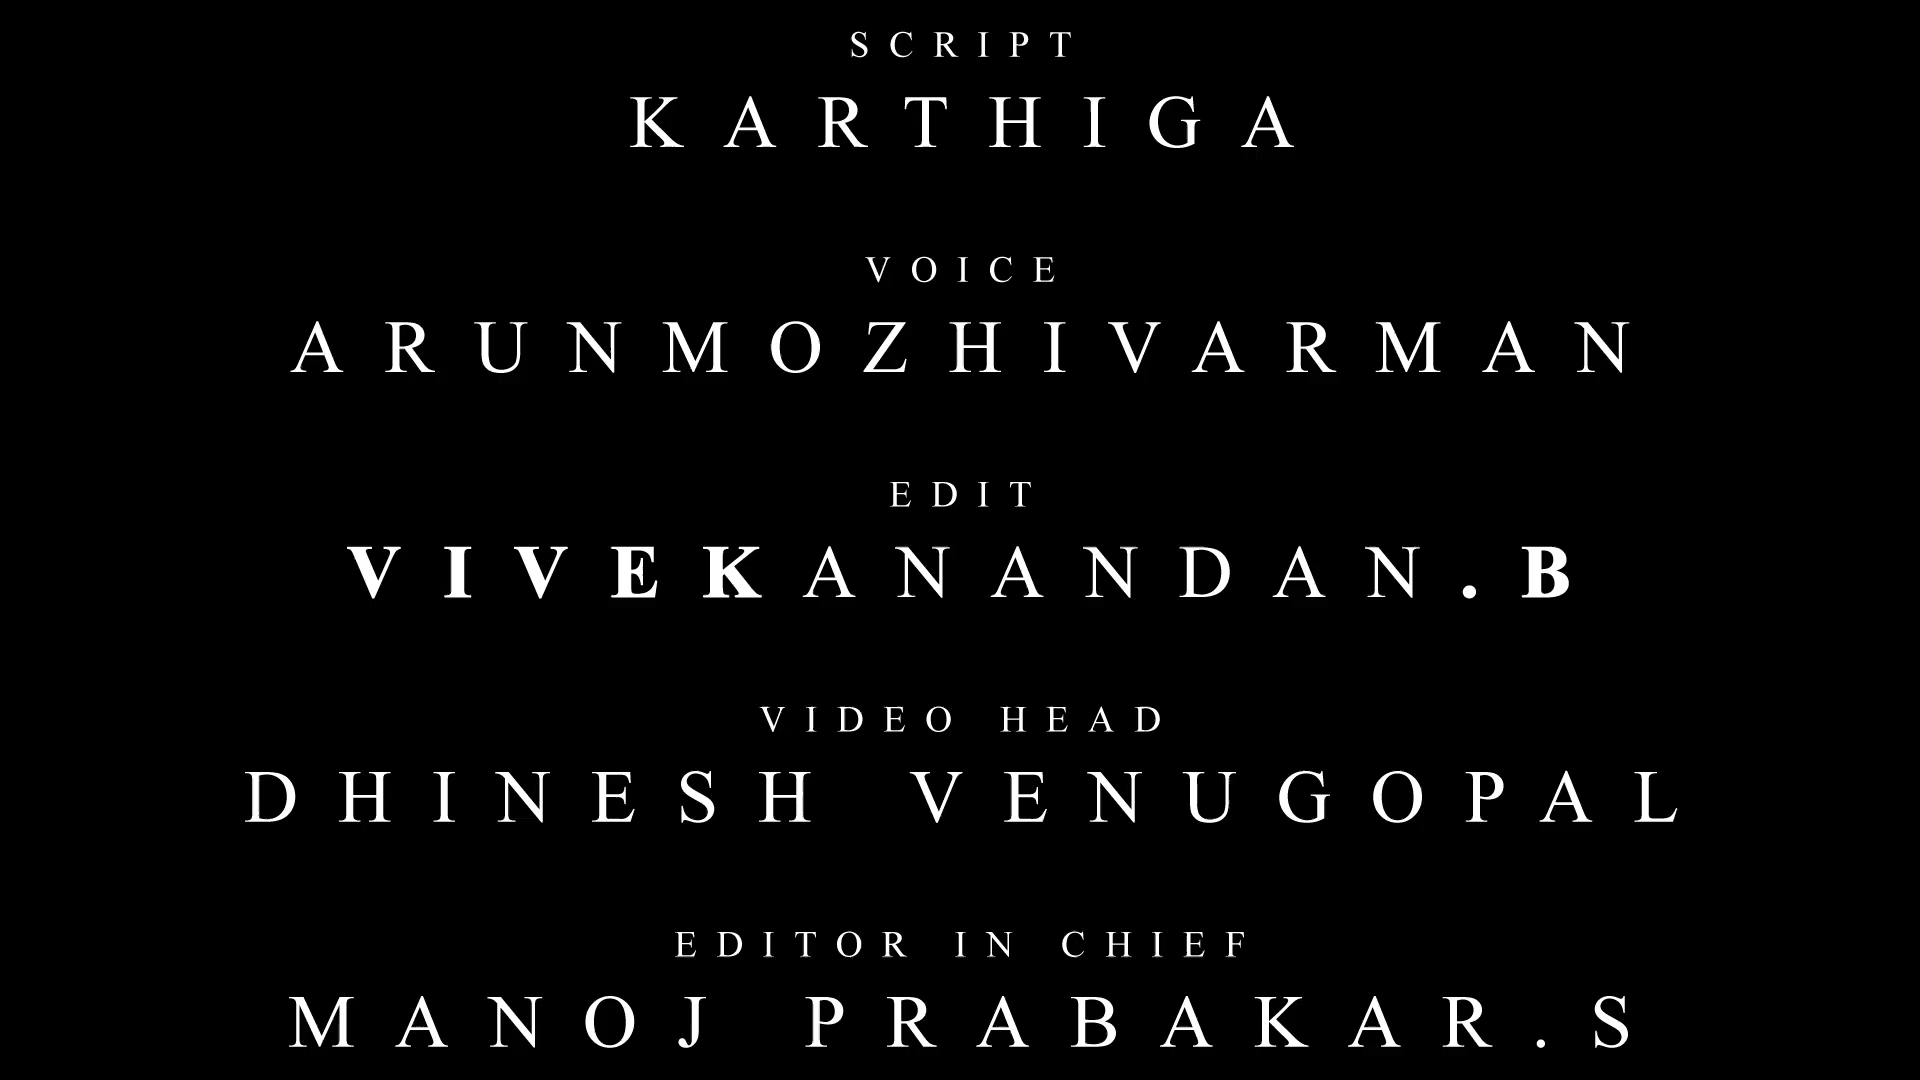 SCRIPT
KARTHIGA
VOICE
ARUNMOZHIVARMAN
EDIT
VIVEKANANDAN.B
VIDEO HEAD
DHINESH VENUGOPAL
EDITOR IN CHIEF
MANOJ PRABAKAR.S